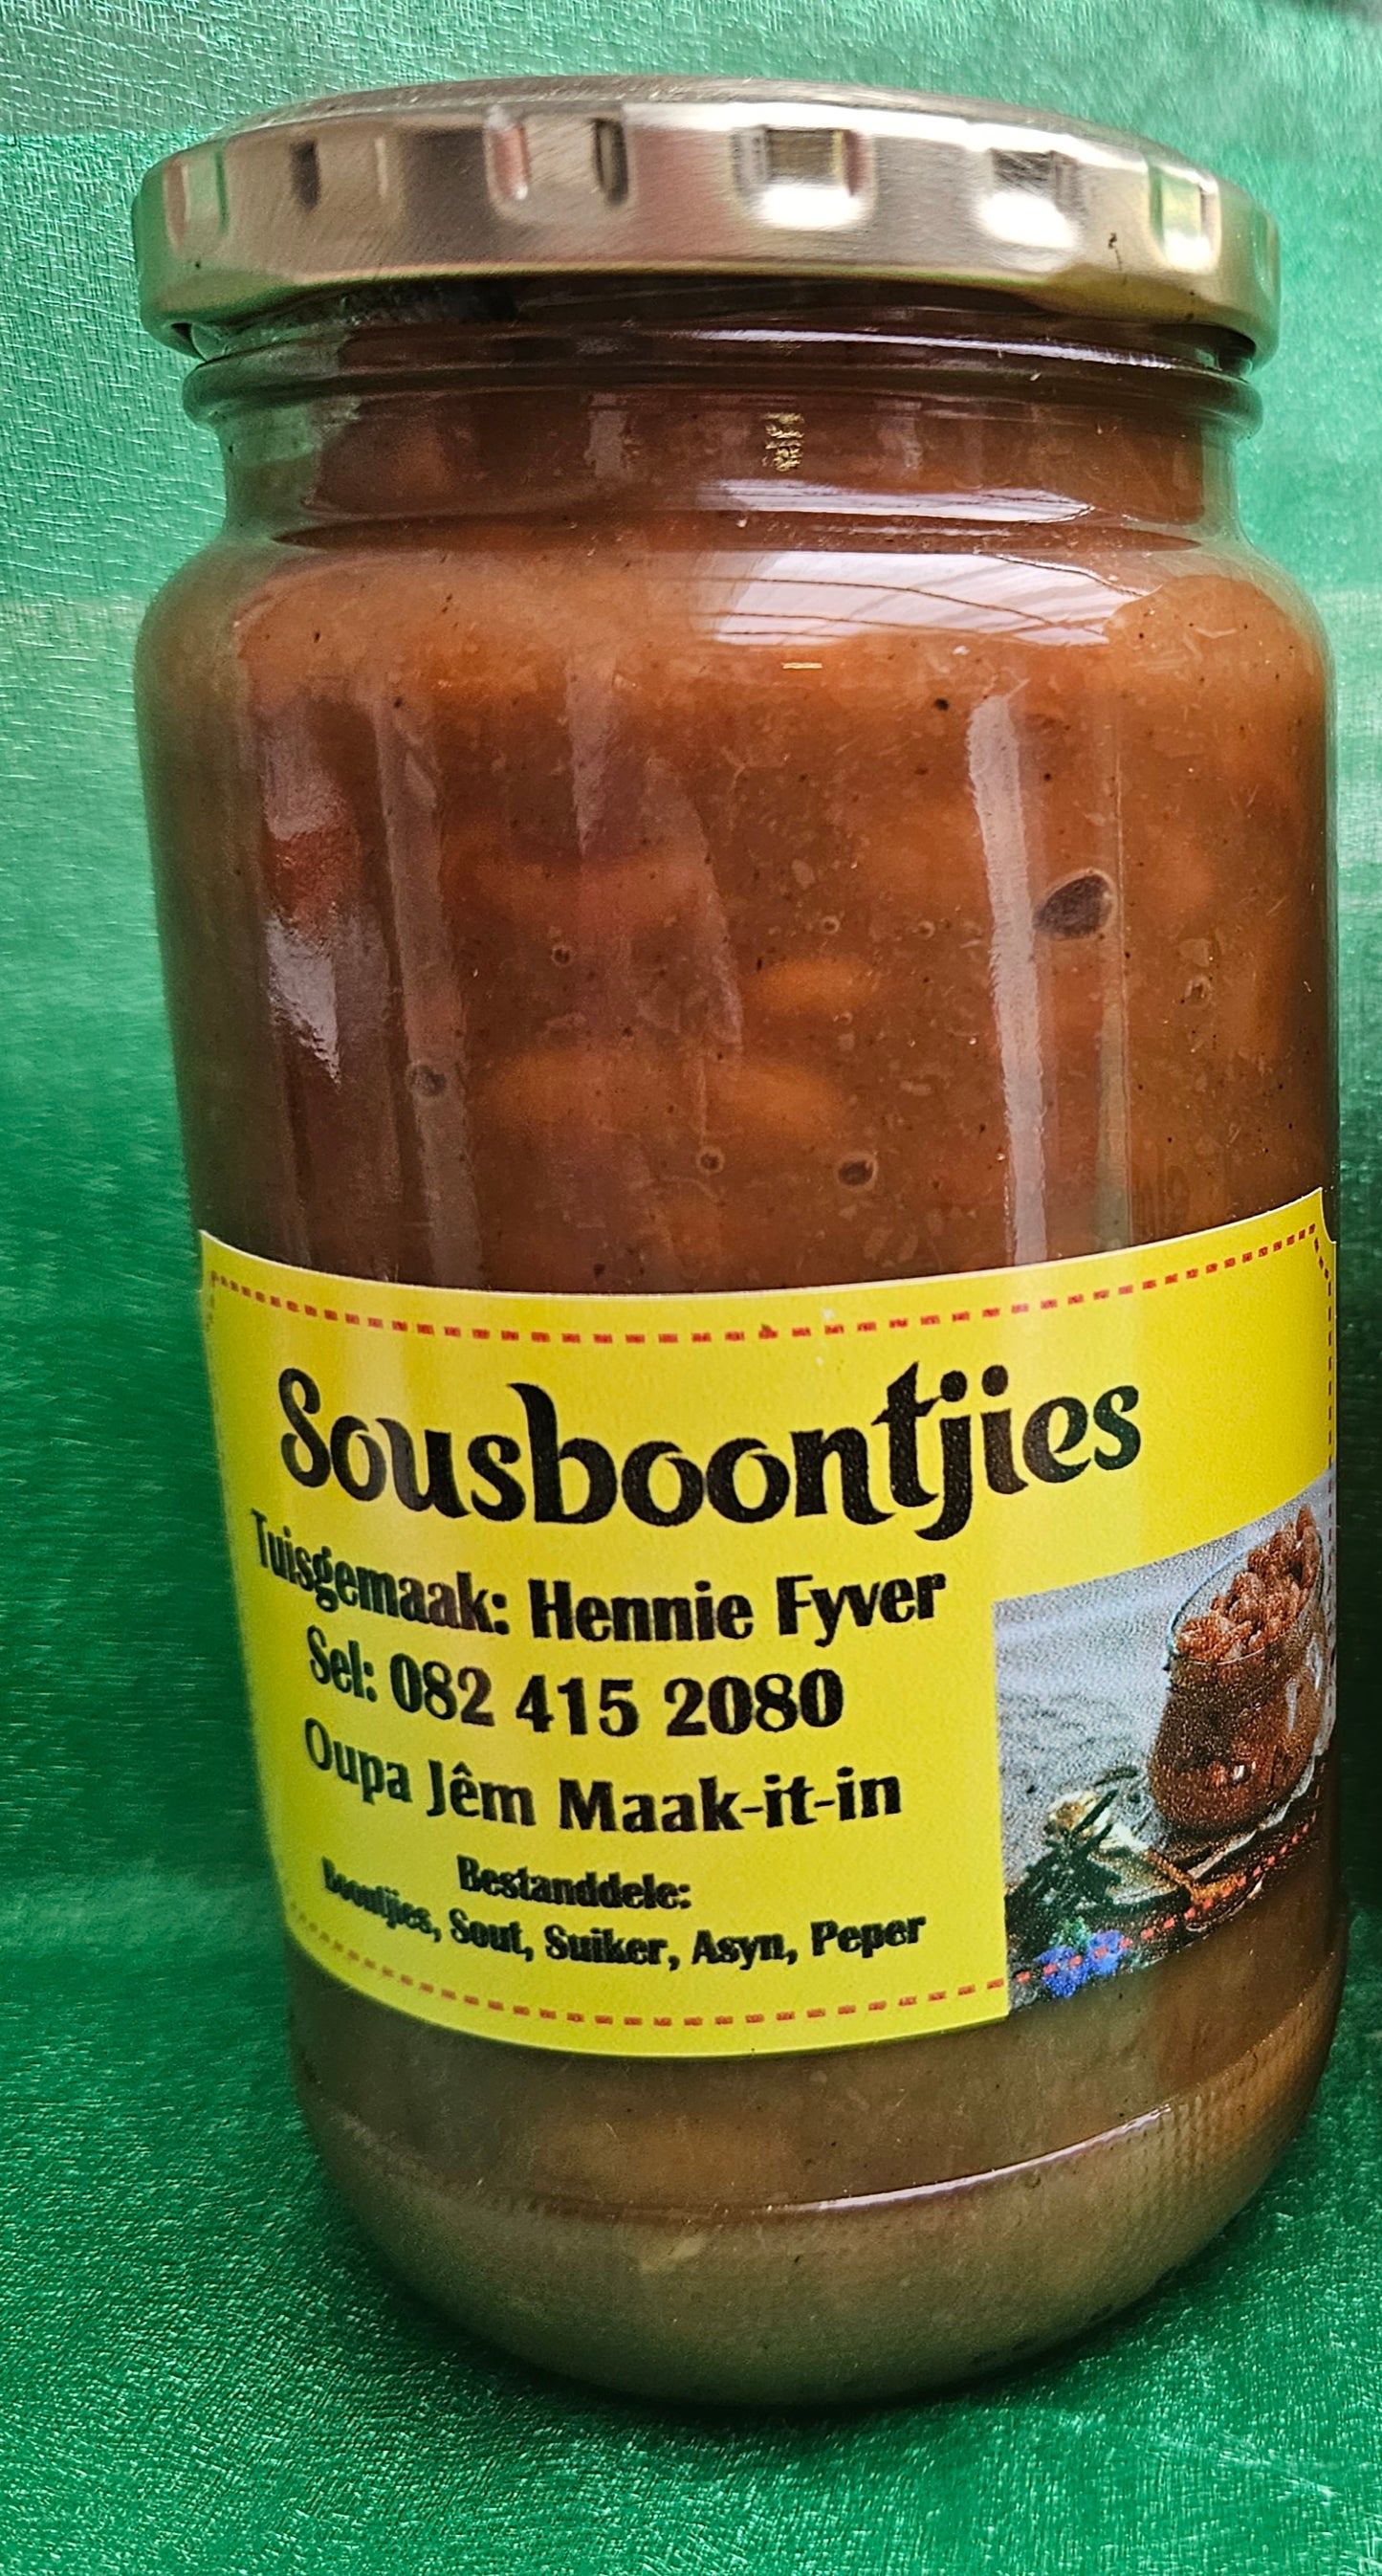 Sousboontjies
Tuisgemaak: Hennie Fyver
Sel: 082 415 2080
Oupa Jêm Maak-it-in
Bestanddele:
Boontjies, Sout, Suiker, Asyn, Peper